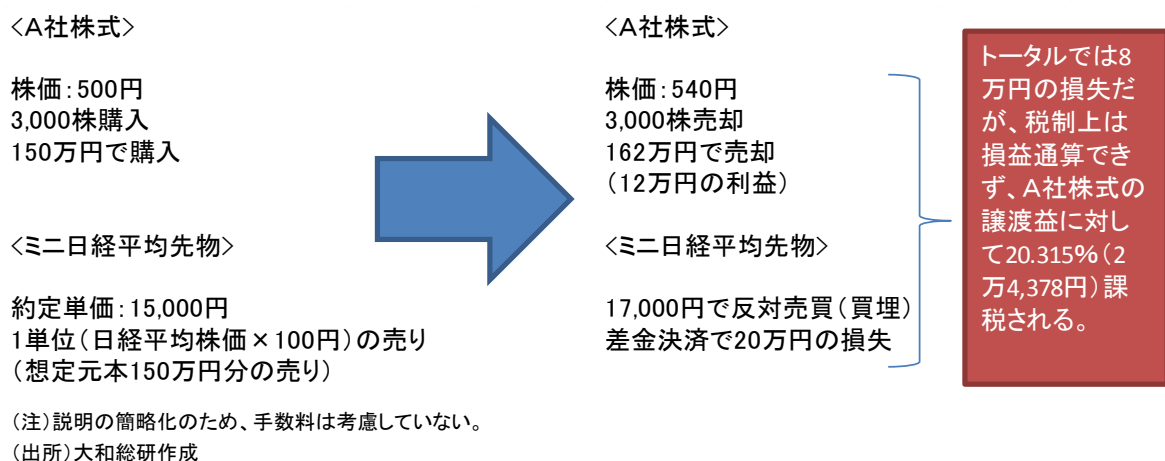 ＜Ａ社株式＞
株価：500円
3,000株購入
150万円で購入
＜ミニ日経平均先物＞
約定単価：15,000円
1単位（日経平均株価×100円）の売り
（想定元本150万円分の売り）
＜Ａ社株式＞
株価：540円
3,000株売却
162万円で売却
（12万円の利益）
＜ミニ日経平均先物＞
17,000円で反対売買（買埋）
差金決済で20万円の損失
トータルでは8
万円の損失だ
が、税制上は
損益通算でき
ず、Ａ社株式の
譲渡益に対し
て20.315％（2
万4,378円）課
税される。
（注）説明の簡略化のため、手数料は考慮していない。
（出所）大和総研作成